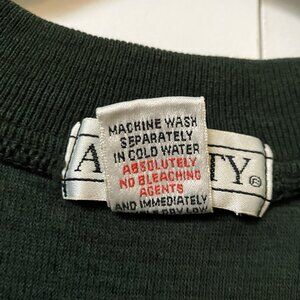 MACHINE WASH
SEPARATELY
IN COLD WATER
ABSOLUTELY
NO BLEACHING
AGENTS
AND IMMEDIATELY